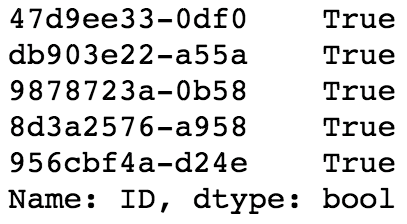 47d9ee33-0df0    True
db903e22-a55a    True
9878723a-0b58    True
8d3a2576-a958    True
956cbf4a-d24e    True
Name: ID, dtype: bool